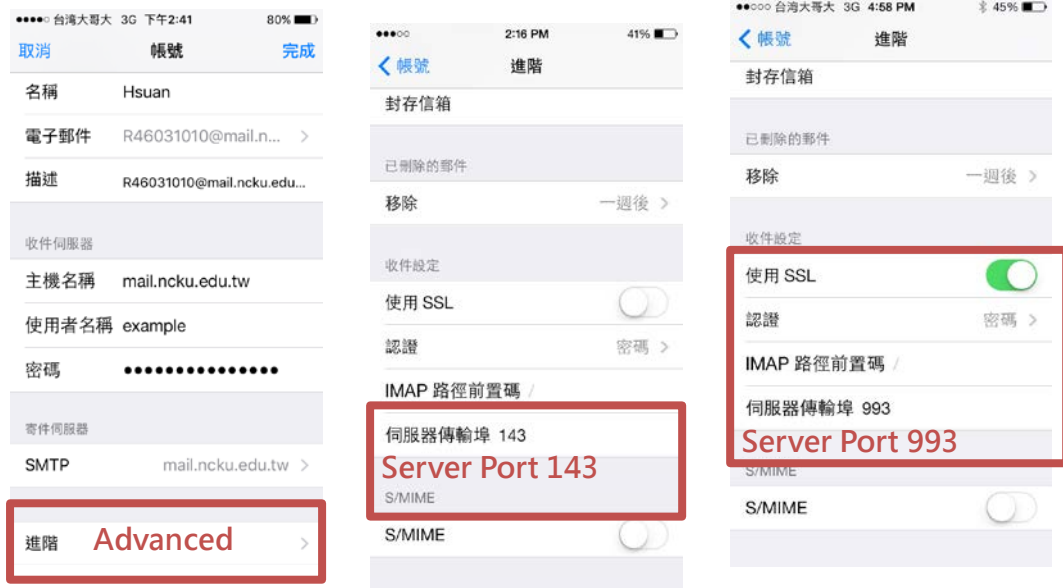 台湾大哥大 3G 下午2:41 80%
取消 帳號 完成
名稱 Hsuan
電子郵件 R46031010@mail.n...
描述 R46031010@mail.ncku.edu...
收件伺服器
主機名稱 mail.ncku.edu.tw
使用者名稱 example
密碼 ●●●●●●●●●●●●●●●
寄件伺服器
SMTP mail.ncku.edu.tw
進階 Advanced
2:16 PM 41%
帳號 進階
封存信箱
已刪除的郵件
移除 一週後
收件設定
使用 SSL
認證 密碼
IMAP 路徑前置碼 /
伺服器傳輸埠 143
Server Port 143
S/MIME
S/MIME
台湾大哥大 3G 4:58 PM 45%
帳號 進階
封存信箱
已刪除的郵件
移除 一週後
收件設定
使用 SSL
認證 密碼
IMAP 路徑前置碼 /
伺服器傳輸埠 993
Server Port 993
S/MIME
S/MIME